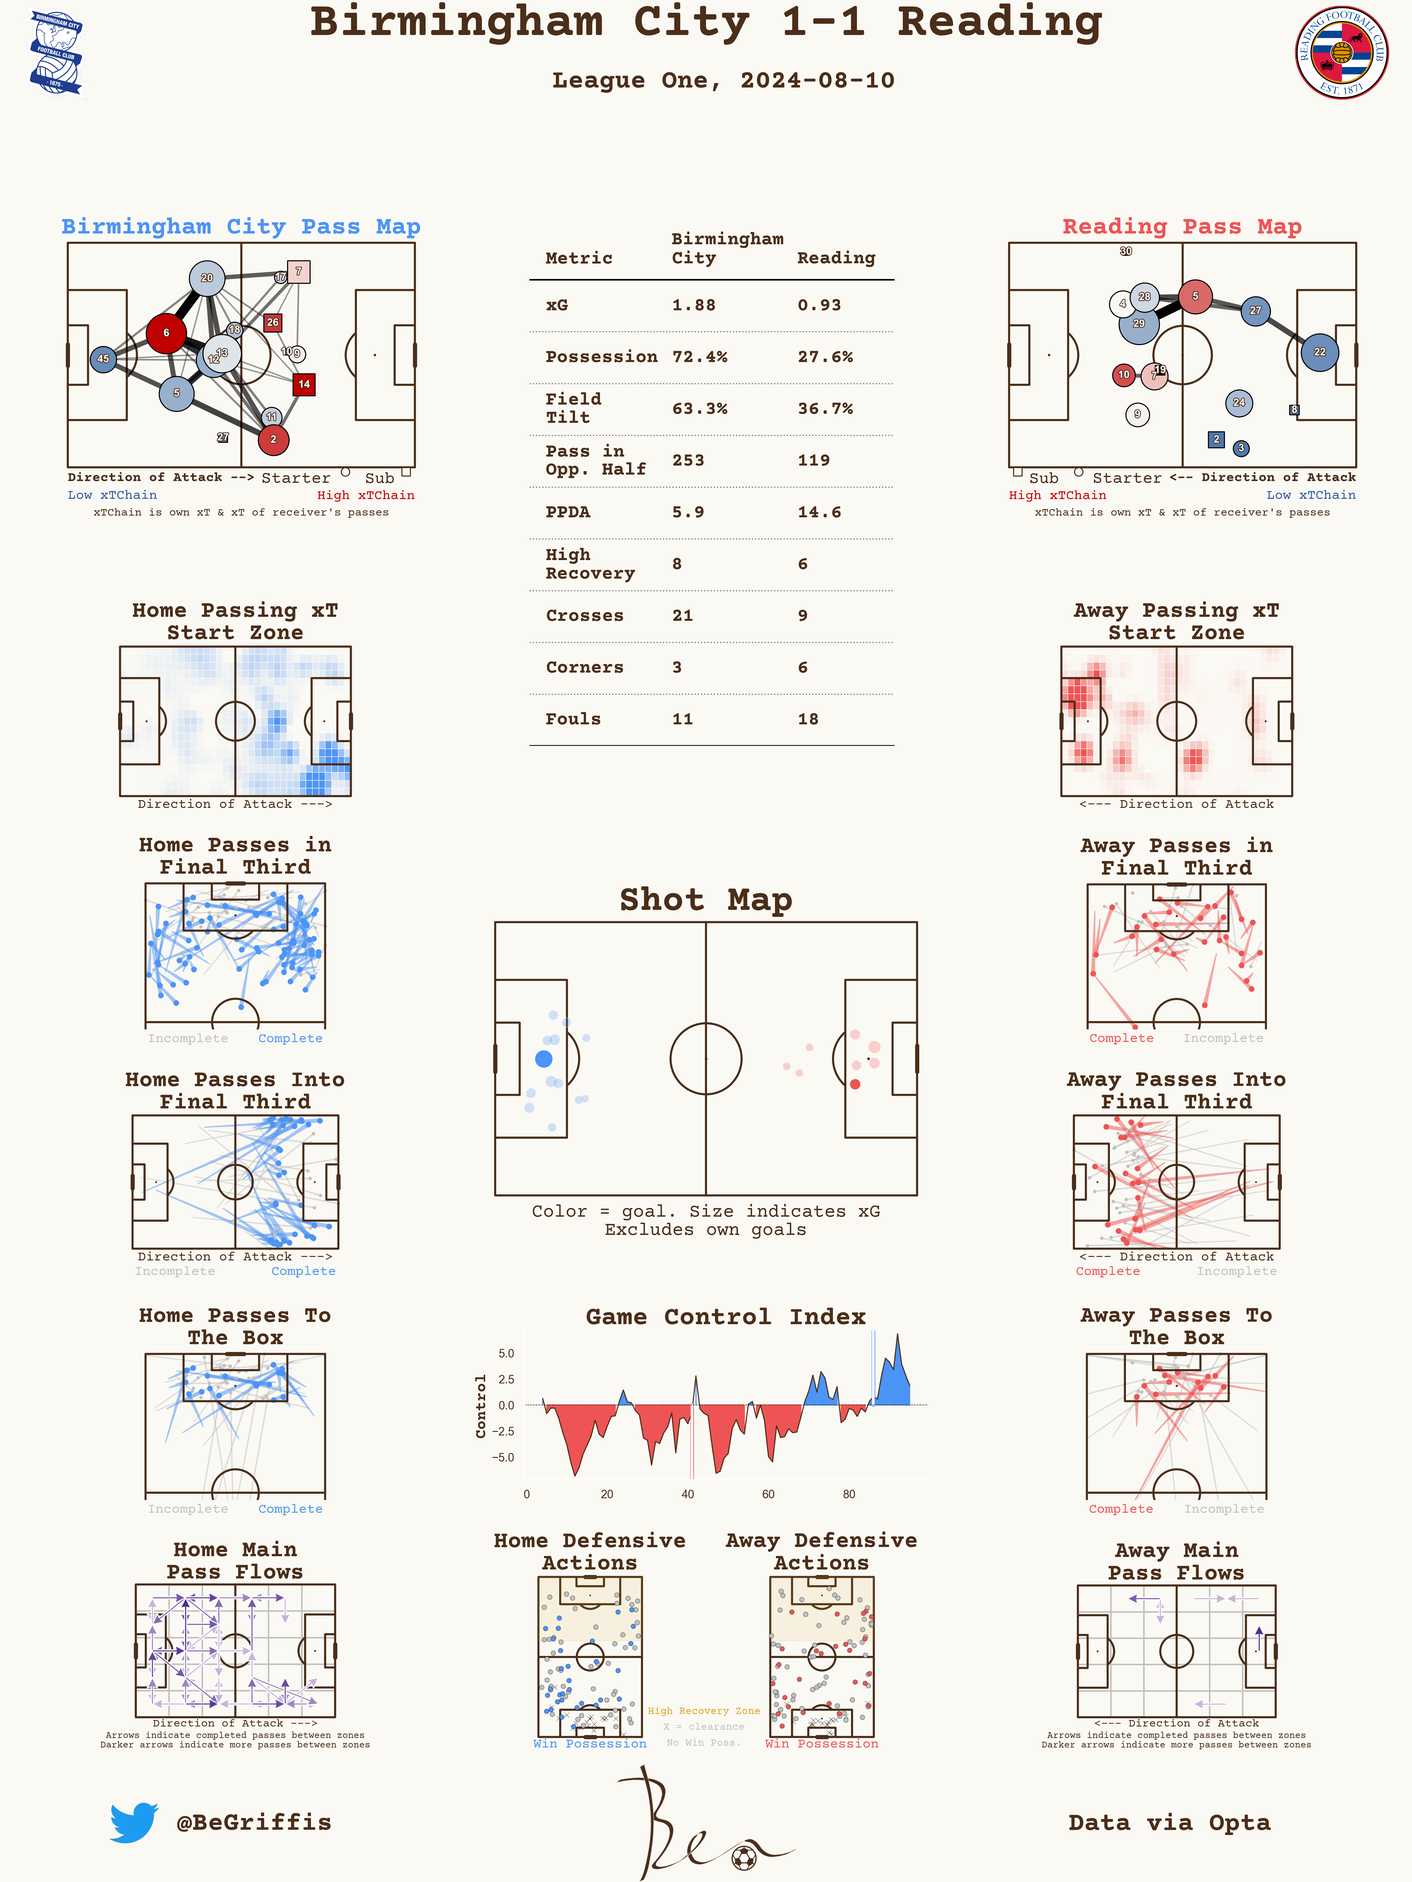 Birmingham City 1-1 Reading
League One, 2024-08-10
BIRMINGHAM CITY
FOOTBALL CLUB
1875
READING FOOTBALL CLUB
EST. 1871
Birmingham City Pass Map
20
17
7
6
18
26
45
12
13
10
9
5
14
11
27
2
Direction of Attack --> Starter Sub
Low xTChain High xTChain
xTChain is own xT & xT of receiver's passes
Metric Birmingham City Reading
xG 1.88 0.93
Possession 72.4% 27.6%
Field Tilt 63.3% 36.7%
Pass in Opp. Half 253 119
PPDA 5.9 14.6
High Recovery 8 6
Crosses 21 9
Corners 3 6
Fouls 11 18
Reading Pass Map
30
4
28
5
27
29
22
10
7
19
9
24
8
2
3
Sub Starter <-- Direction of Attack
High xTChain Low xTChain
xTChain is own xT & xT of receiver's passes
Home Passing xT
Start Zone
Direction of Attack --->
Away Passing xT
Start Zone
<--- Direction of Attack
Home Passes in
Final Third
Incomplete Complete
Away Passes in
Final Third
Complete Incomplete
Shot Map
Color = goal. Size indicates xG
Excludes own goals
Home Passes Into
Final Third
Direction of Attack --->
Incomplete Complete
Away Passes Into
Final Third
<--- Direction of Attack
Complete Incomplete
Home Passes To
The Box
Incomplete Complete
Game Control Index
Control
5.0
2.5
0.0
−2.5
−5.0
0 20 40 60 80
Away Passes To
The Box
Complete Incomplete
Home Main
Pass Flows
Direction of Attack --->
Arrows indicate completed passes between zones
Darker arrows indicate more passes between zones
Home Defensive
Actions
Win Possession
High Recovery Zone
X = clearance
No Win Poss.
Away Defensive
Actions
Win Possession
Away Main
Pass Flows
<--- Direction of Attack
Arrows indicate completed passes between zones
Darker arrows indicate more passes between zones
@BeGriffis
Ben
Data via Opta